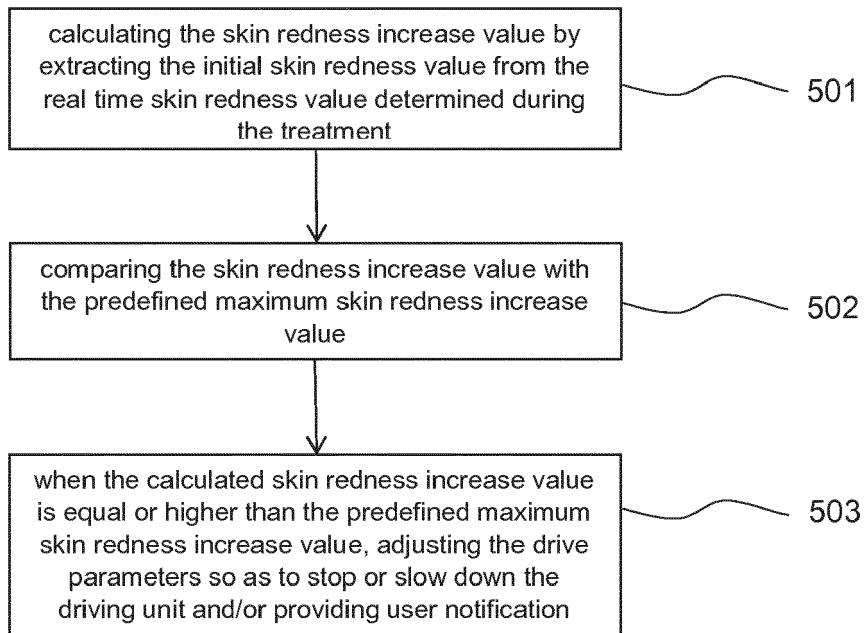 calculating the skin redness increase value by
extracting the initial skin redness value from the
real time skin redness value determined during
the treatment
501
comparing the skin redness increase value with
the predefined maximum skin redness increase
value
502
when the calculated skin redness increase value
is equal or higher than the predefined maximum
skin redness increase value, adjusting the drive
parameters so as to stop or slow down the
driving unit and/or providing user notification
503